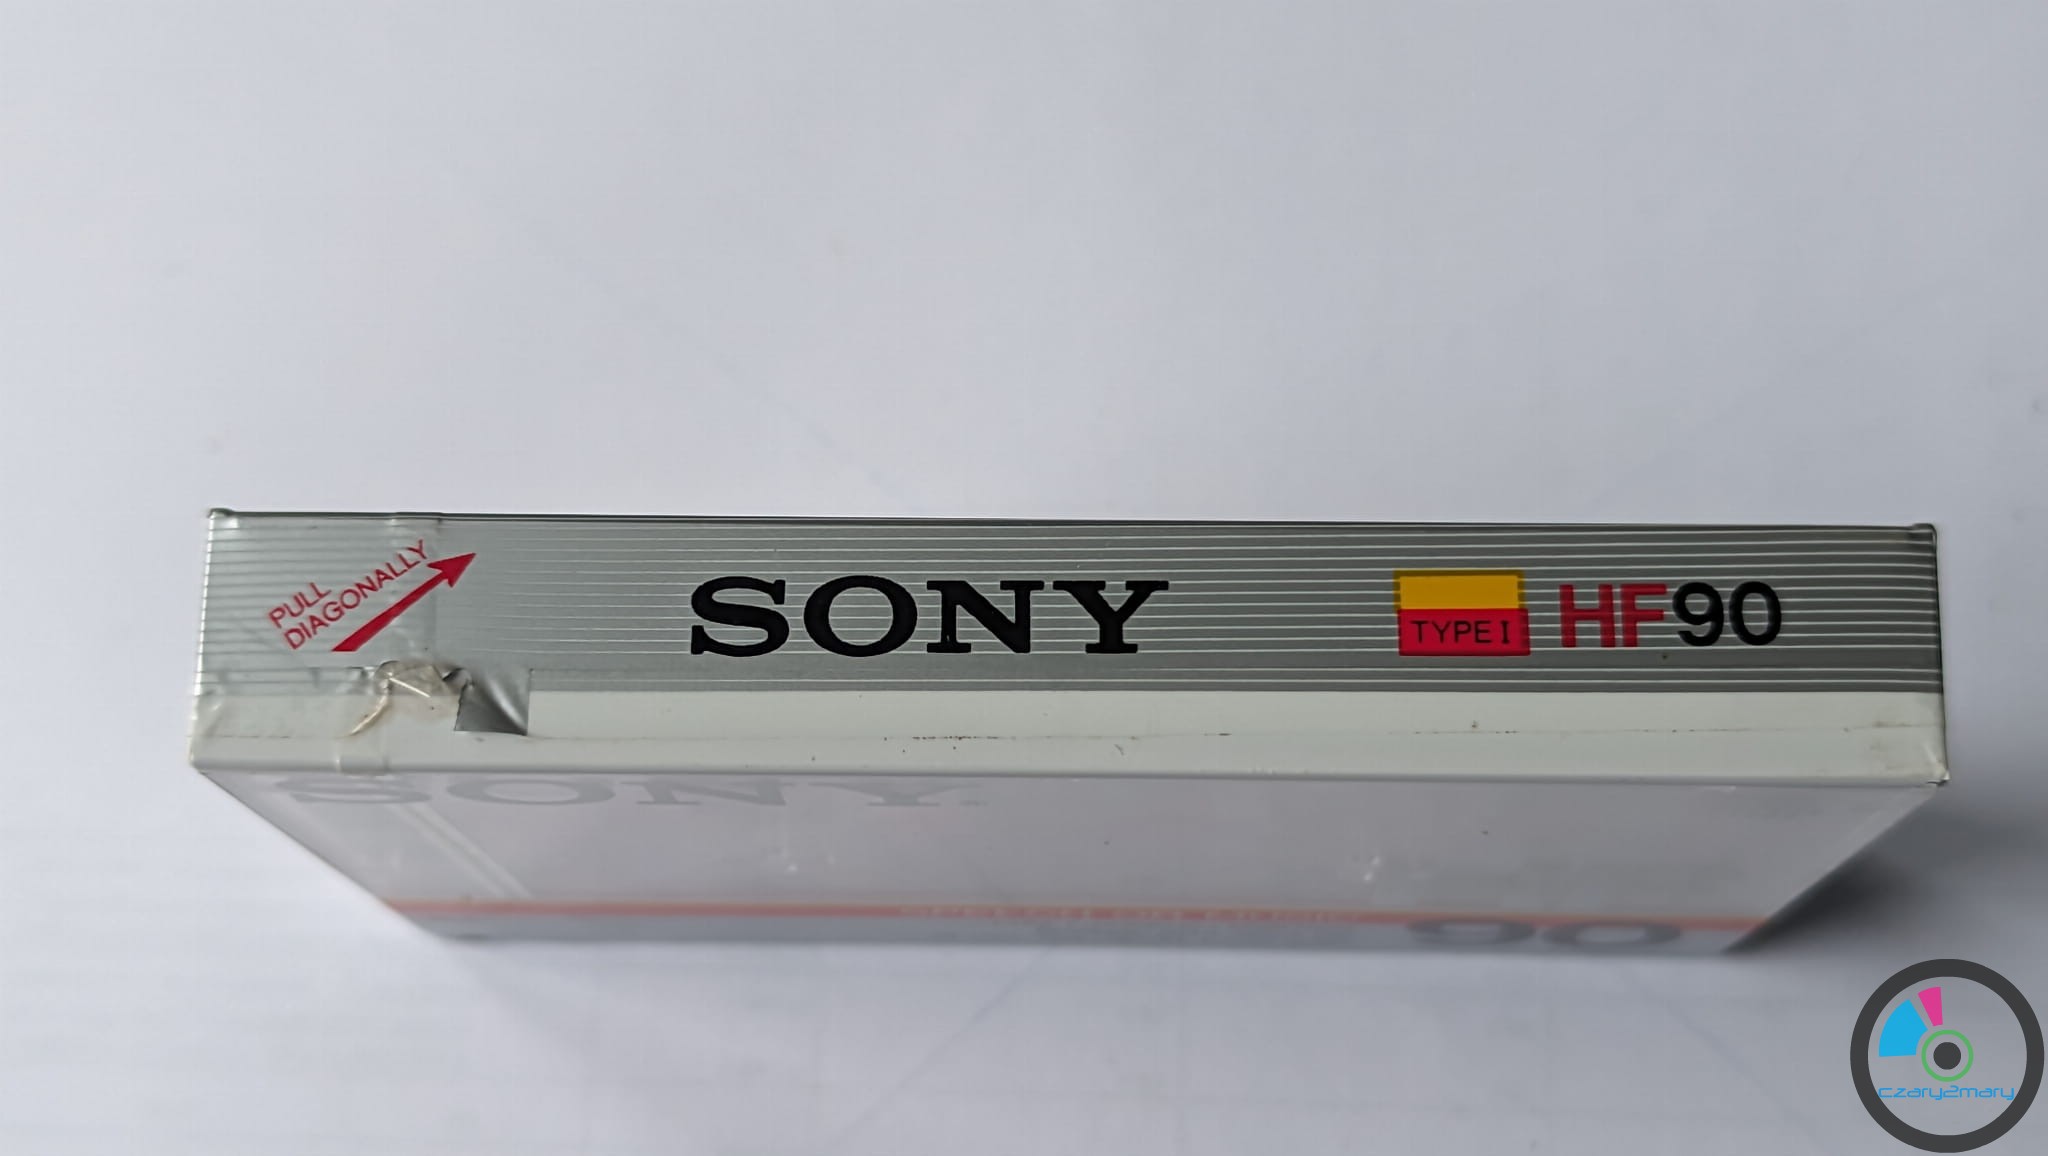 PULL
DIAGONALLY
SONY
TYPE I
HF90
SONY
90
czary2mary